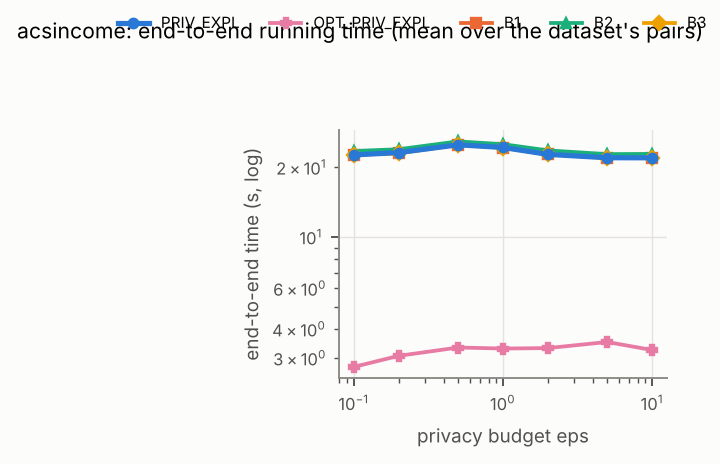 PRIV_EXPL OPT_PRIV_EXPL B1 B2 B3
acsincome: end-to-end running time (mean over the dataset's pairs)
end-to-end time (s, log)
2 × 10¹
10¹
6 × 10⁰
4 × 10⁰
3 × 10⁰
10⁻¹ 10⁰ 10¹
privacy budget eps